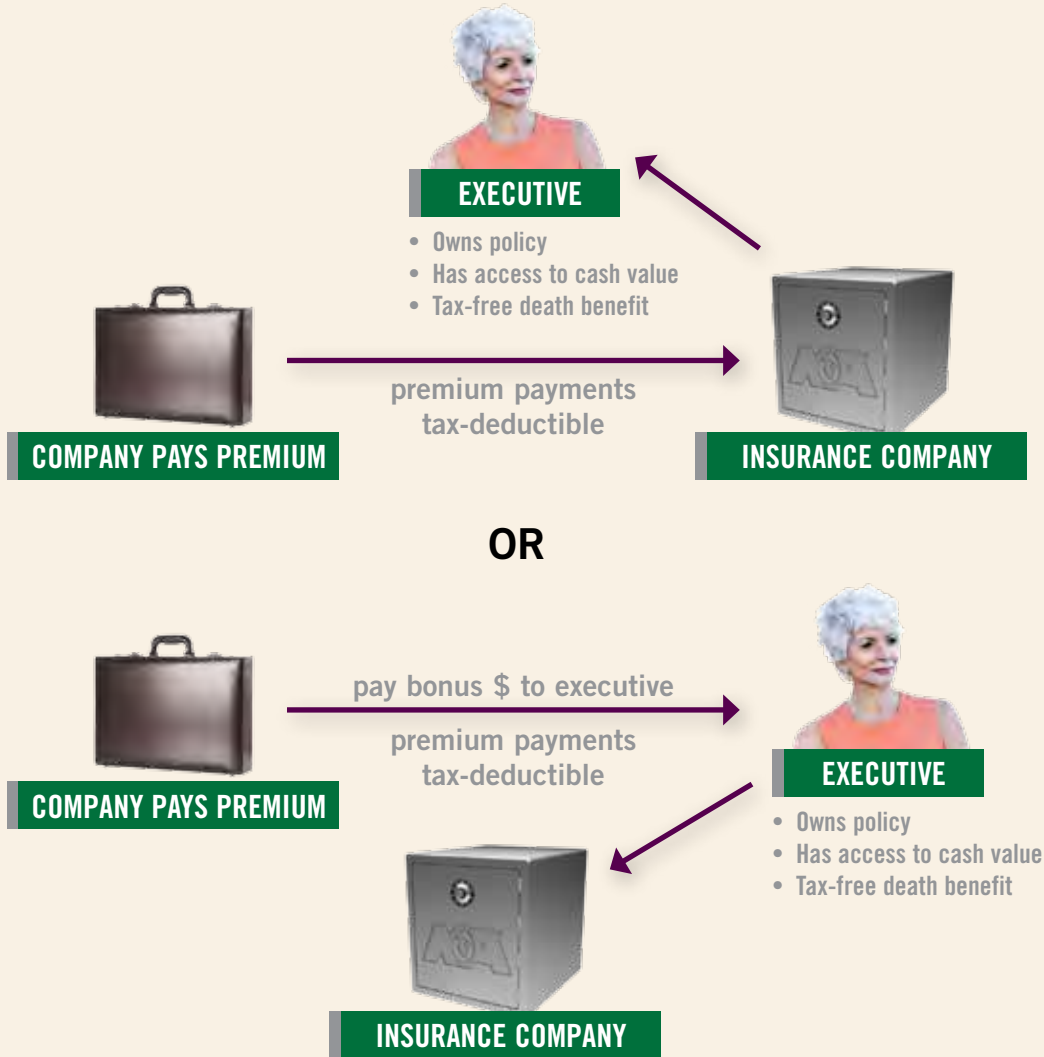 EXECUTIVE
• Owns policy
• Has access to cash value
• Tax-free death benefit
premium payments
tax-deductible
COMPANY PAYS PREMIUM
INSURANCE COMPANY
OR
pay bonus $ to executive
premium payments
tax-deductible
COMPANY PAYS PREMIUM
EXECUTIVE
• Owns policy
• Has access to cash value
• Tax-free death benefit
INSURANCE COMPANY